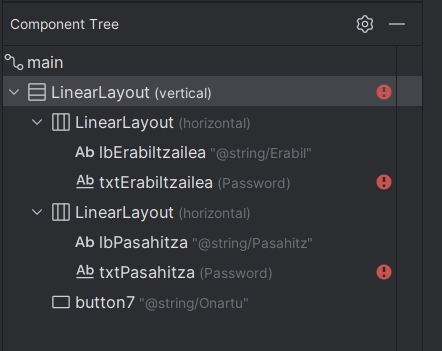 Component Tree
main
LinearLayout (vertical)
LinearLayout (horizontal)
Ab lbErabiltzailea "@string/Erabil"
Ab txtErabiltzailea (Password)
LinearLayout (horizontal)
Ab lbPasahitza "@string/Pasahitz"
Ab txtPasahitza (Password)
button7 "@string/Onartu"